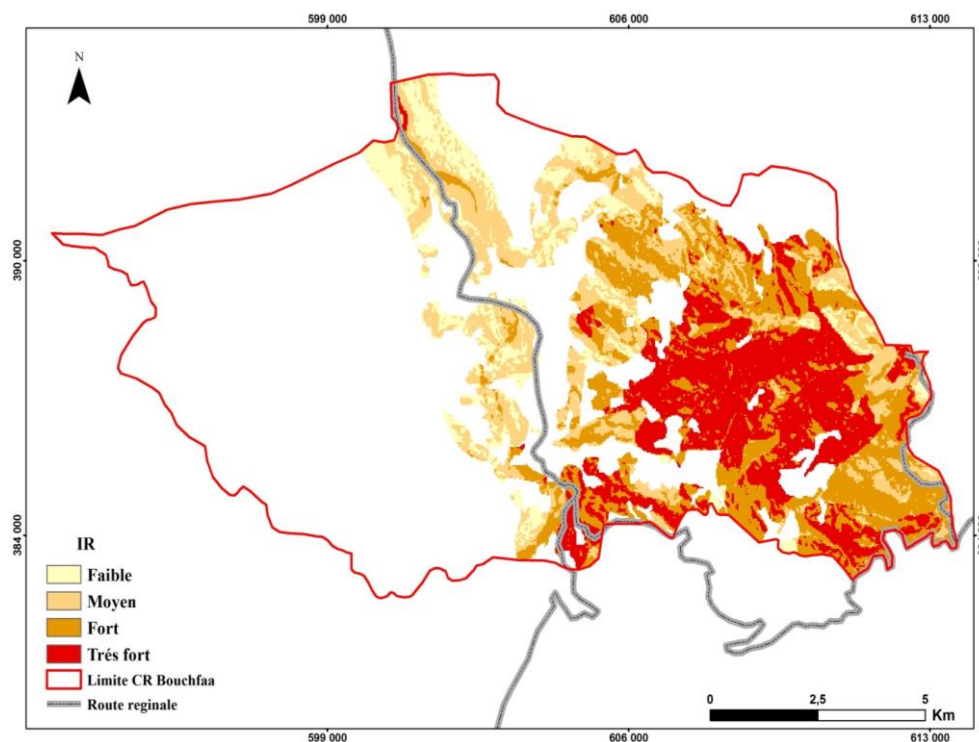 599 000 606 000 613 000
N
390 000
384 000
IR
Faible
Moyen
Fort
Trés fort
Limite CR Bouchfaa
Route reginale
0 2,5 5
Km
599 000 606 000 613 000